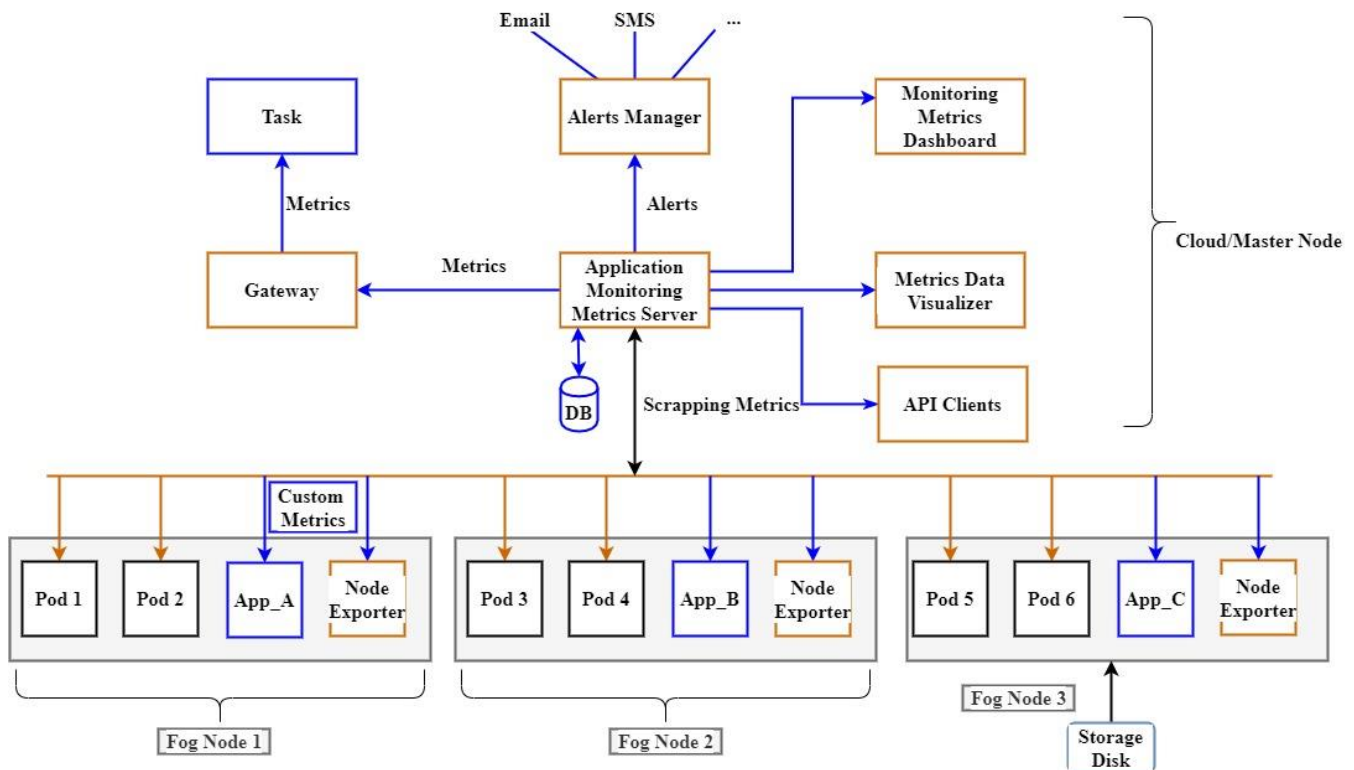 Email
SMS
...
Task
Alerts Manager
Monitoring
Metrics
Dashboard
Metrics
Alerts
Cloud/Master Node
Gateway
Metrics
Application
Monitoring
Metrics Server
Metrics Data
Visualizer
DB
Scrapping Metrics
API Clients
Custom
Metrics
Pod 1
Pod 2
App_A
Node
Exporter
Pod 3
Pod 4
App_B
Node
Exporter
Pod 5
Pod 6
App_C
Node
Exporter
Fog Node 1
Fog Node 2
Fog Node 3
Storage
Disk